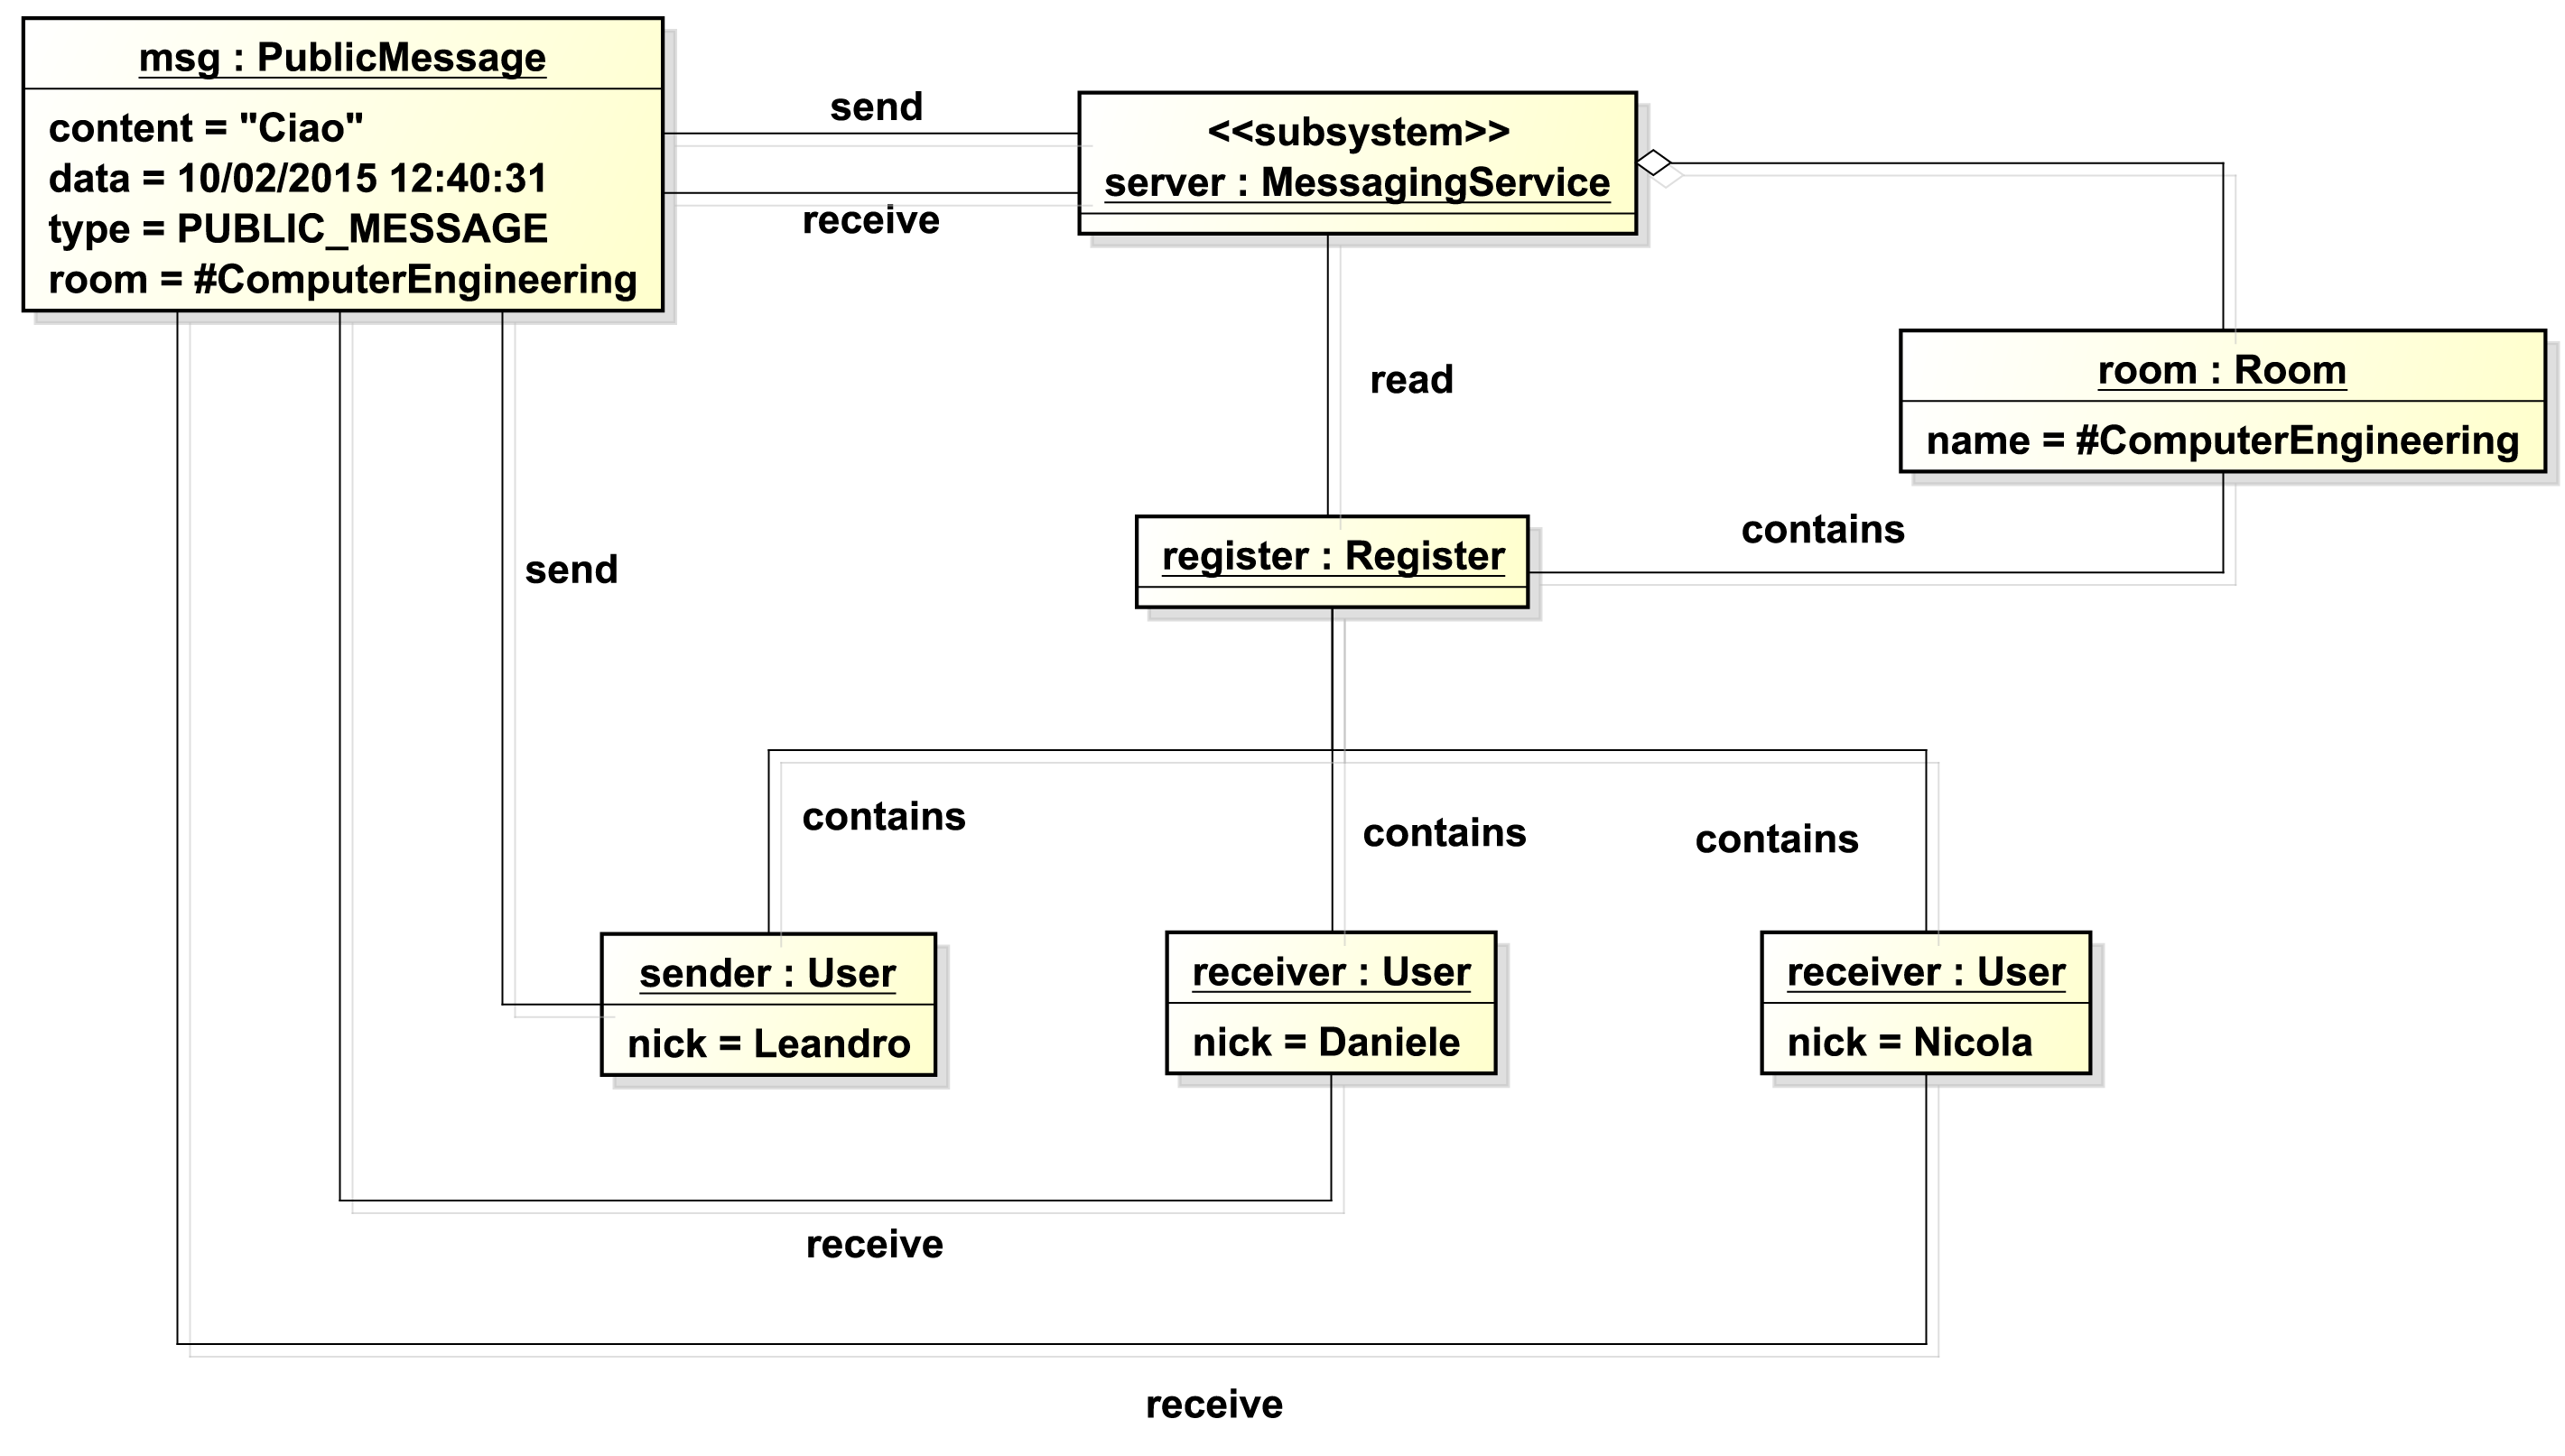 msg : PublicMessage
content = "Ciao"
data = 10/02/2015 12:40:31
type = PUBLIC_MESSAGE
room = #ComputerEngineering
send
receive
<<subsystem>>
server : MessagingService
read
room : Room
name = #ComputerEngineering
contains
register : Register
send
contains
contains
contains
sender : User
nick = Leandro
receiver : User
nick = Daniele
receiver : User
nick = Nicola
receive
receive